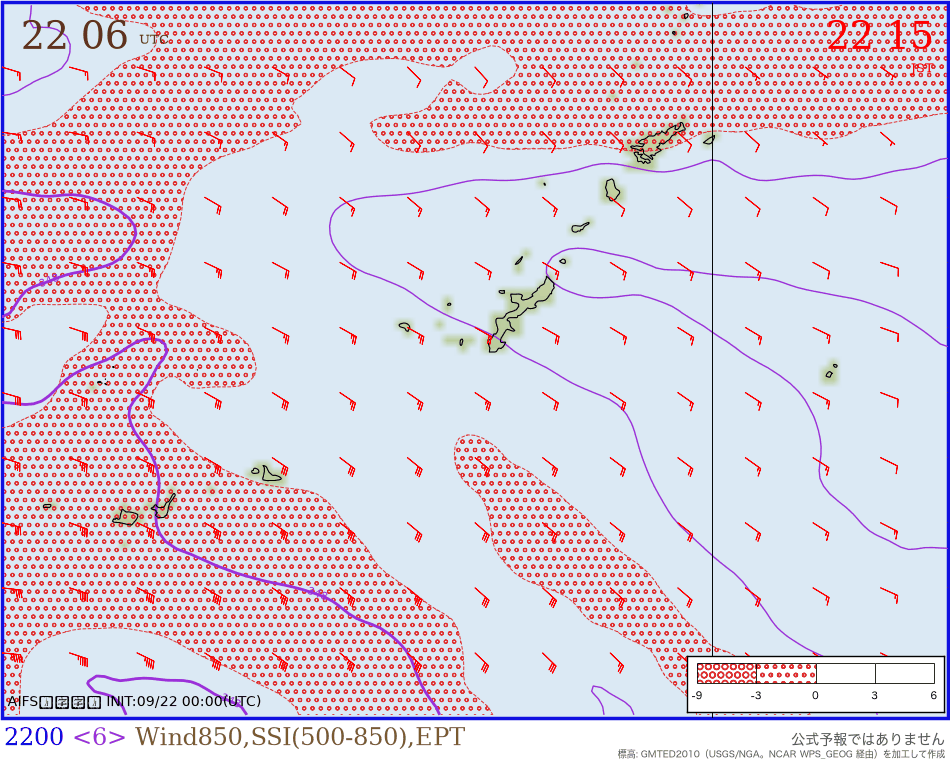 22 06 UTC
22 15
JST
AIFS INIT:09/22 00:00(UTC)
-9 -3 0 3 6
2200 <6> Wind850,SSI(500-850),EPT
公式予報ではありません
標高: GMTED2010（USGS/NGA。NCAR WPS_GEOG 経由）を加工して作成